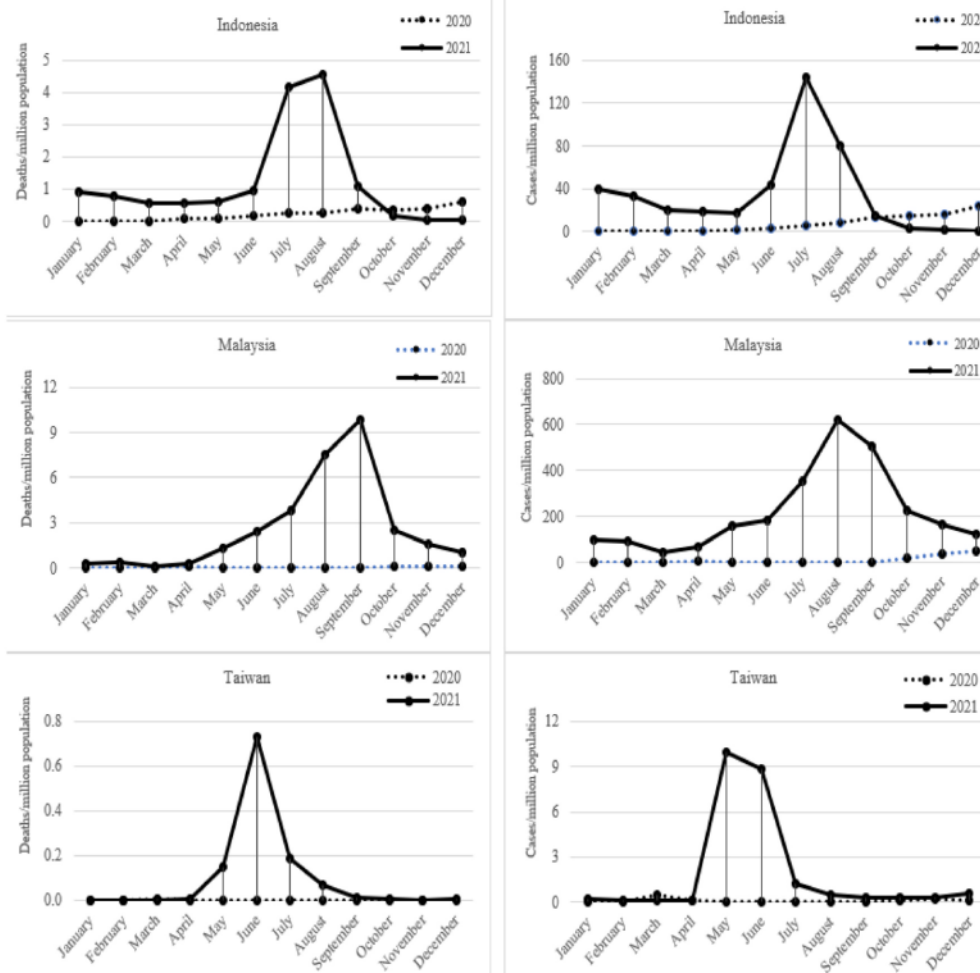 Indonesia
2020
2021
Deaths/million population
5
4
3
2
1
0
January
February
March
April
May
June
July
August
September
October
November
December
Indonesia
202
202
Cases/million population
160
120
80
40
0
January
February
March
April
May
June
July
August
September
October
November
December
Malaysia
2020
2021
Deaths/million population
12
9
6
3
0
January
February
March
April
May
June
July
August
September
October
November
December
Malaysia
2020
2021
Cases/million population
800
600
400
200
0
January
February
March
April
May
June
July
August
September
October
November
December
Taiwan
2020
2021
Deaths/million population
0.8
0.6
0.4
0.2
0.0
January
February
March
April
May
June
July
August
September
October
November
December
Taiwan
2020
2021
Cases/million population
12
9
6
3
0
January
February
March
April
May
June
July
August
September
October
November
December